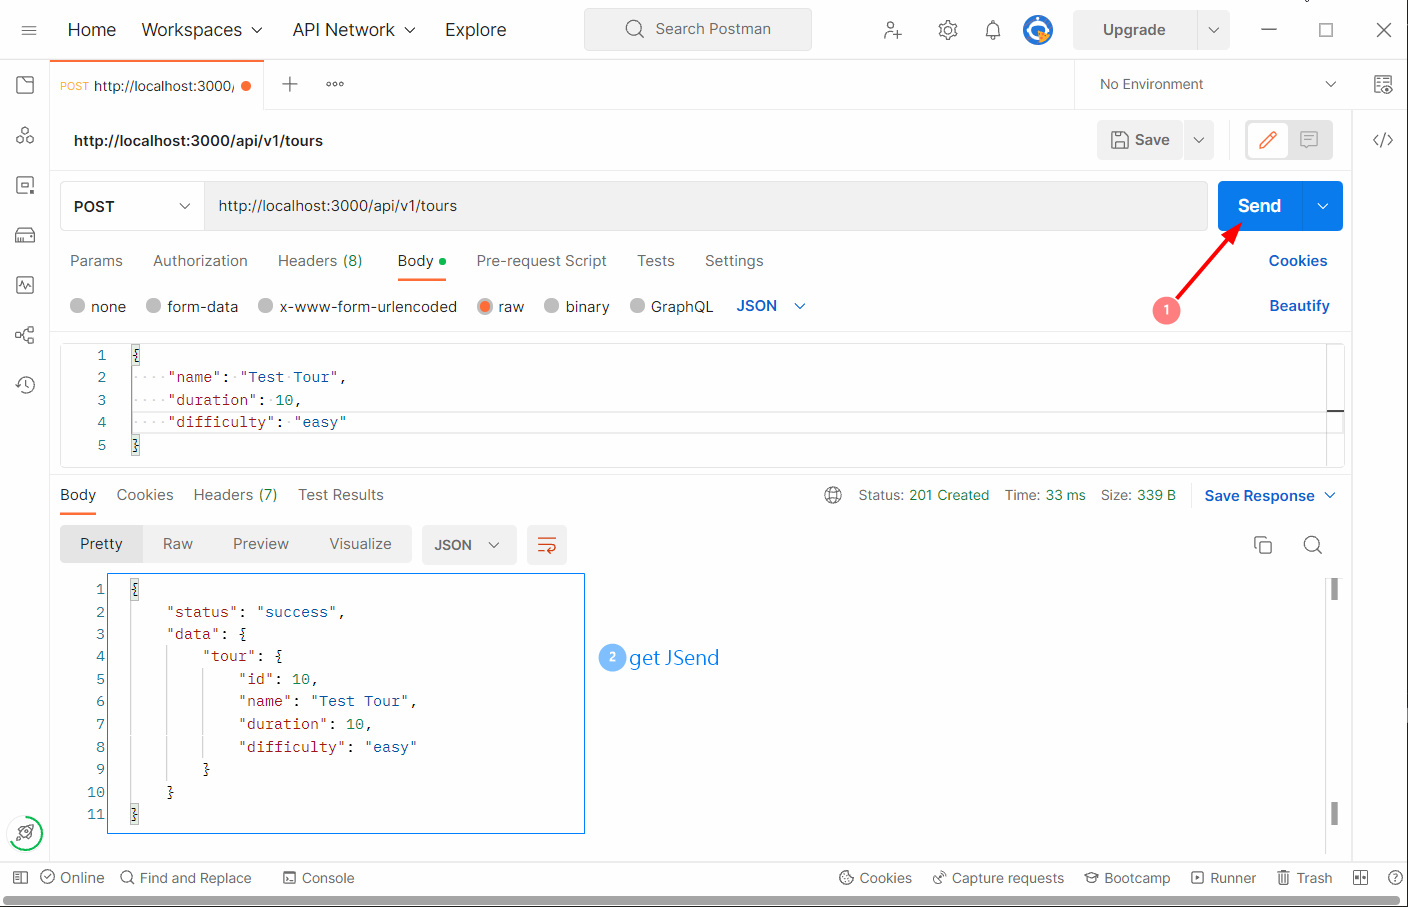 Home Workspaces API Network Explore Search Postman Upgrade
POST http://localhost:3000/ No Environment
http://localhost:3000/api/v1/tours Save
POST http://localhost:3000/api/v1/tours Send
Params Authorization Headers (8) Body Pre-request Script Tests Settings Cookies
none form-data x-www-form-urlencoded raw binary GraphQL JSON Beautify
1
1 {
2 "name": "Test Tour",
3 "duration": 10,
4 "difficulty": "easy"
5 }
Body Cookies Headers (7) Test Results Status: 201 Created Time: 33 ms Size: 339 B Save Response
Pretty Raw Preview Visualize JSON
1 {
2 "status": "success",
3 "data": {
4 "tour": {
2 get JSend
5 "id": 10,
6 "name": "Test Tour",
7 "duration": 10,
8 "difficulty": "easy"
9 }
10 }
11 }
Online Find and Replace Console Cookies Capture requests Bootcamp Runner Trash